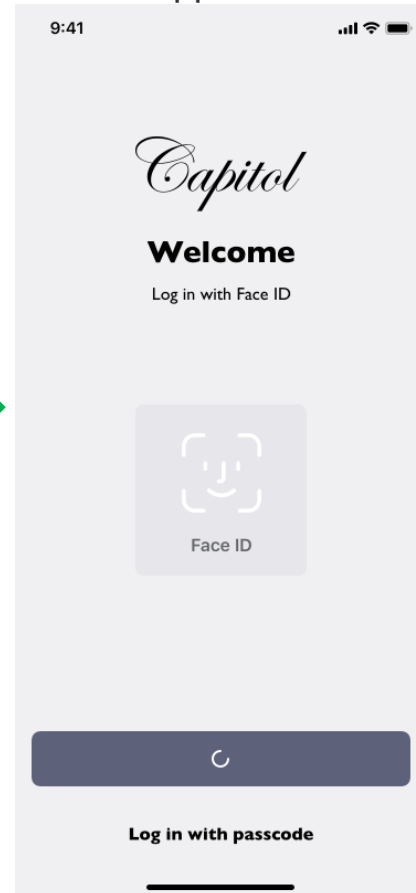 9:41
Capitol
Welcome
Log in with Face ID
Face ID
Log in with passcode